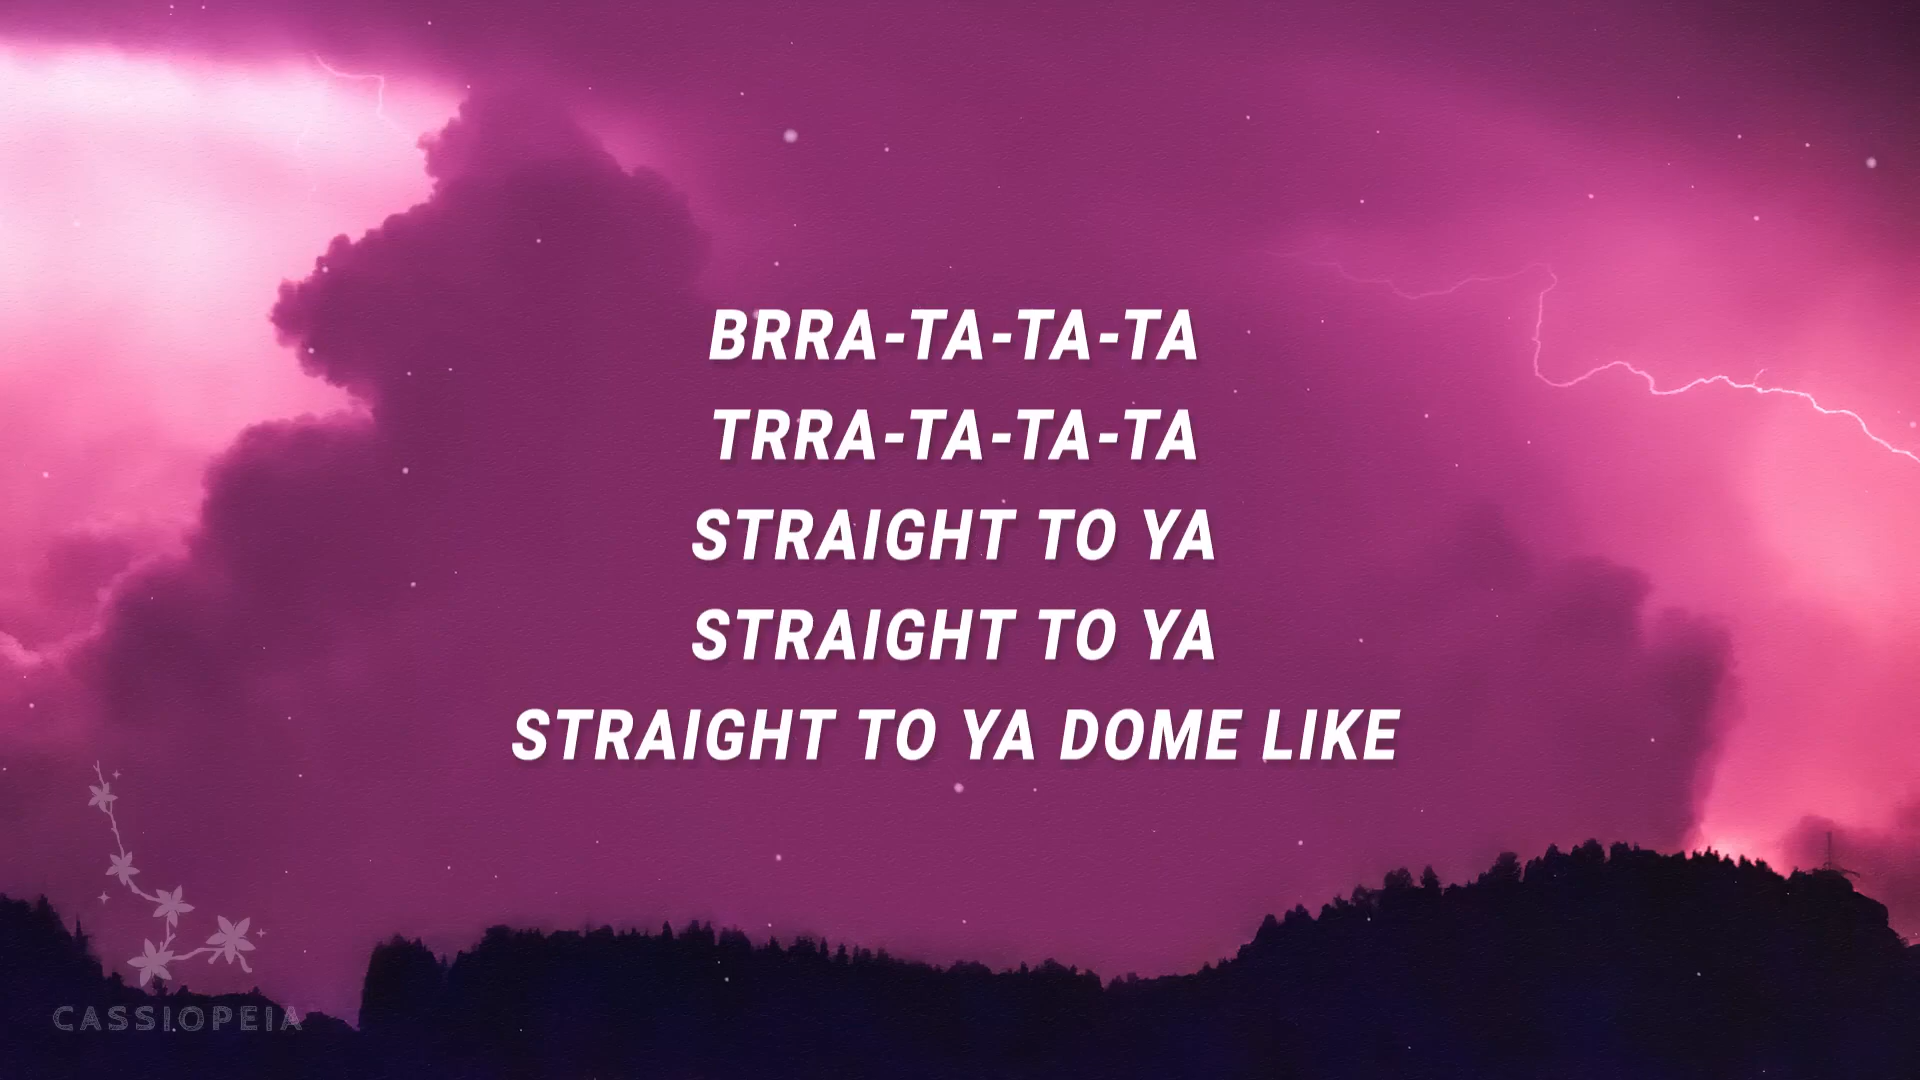 BRRA-TA-TA-TA
TRRA-TA-TA-TA
STRAIGHT TO YA
STRAIGHT TO YA
STRAIGHT TO YA DOME LIKE
CASSIOPEIA